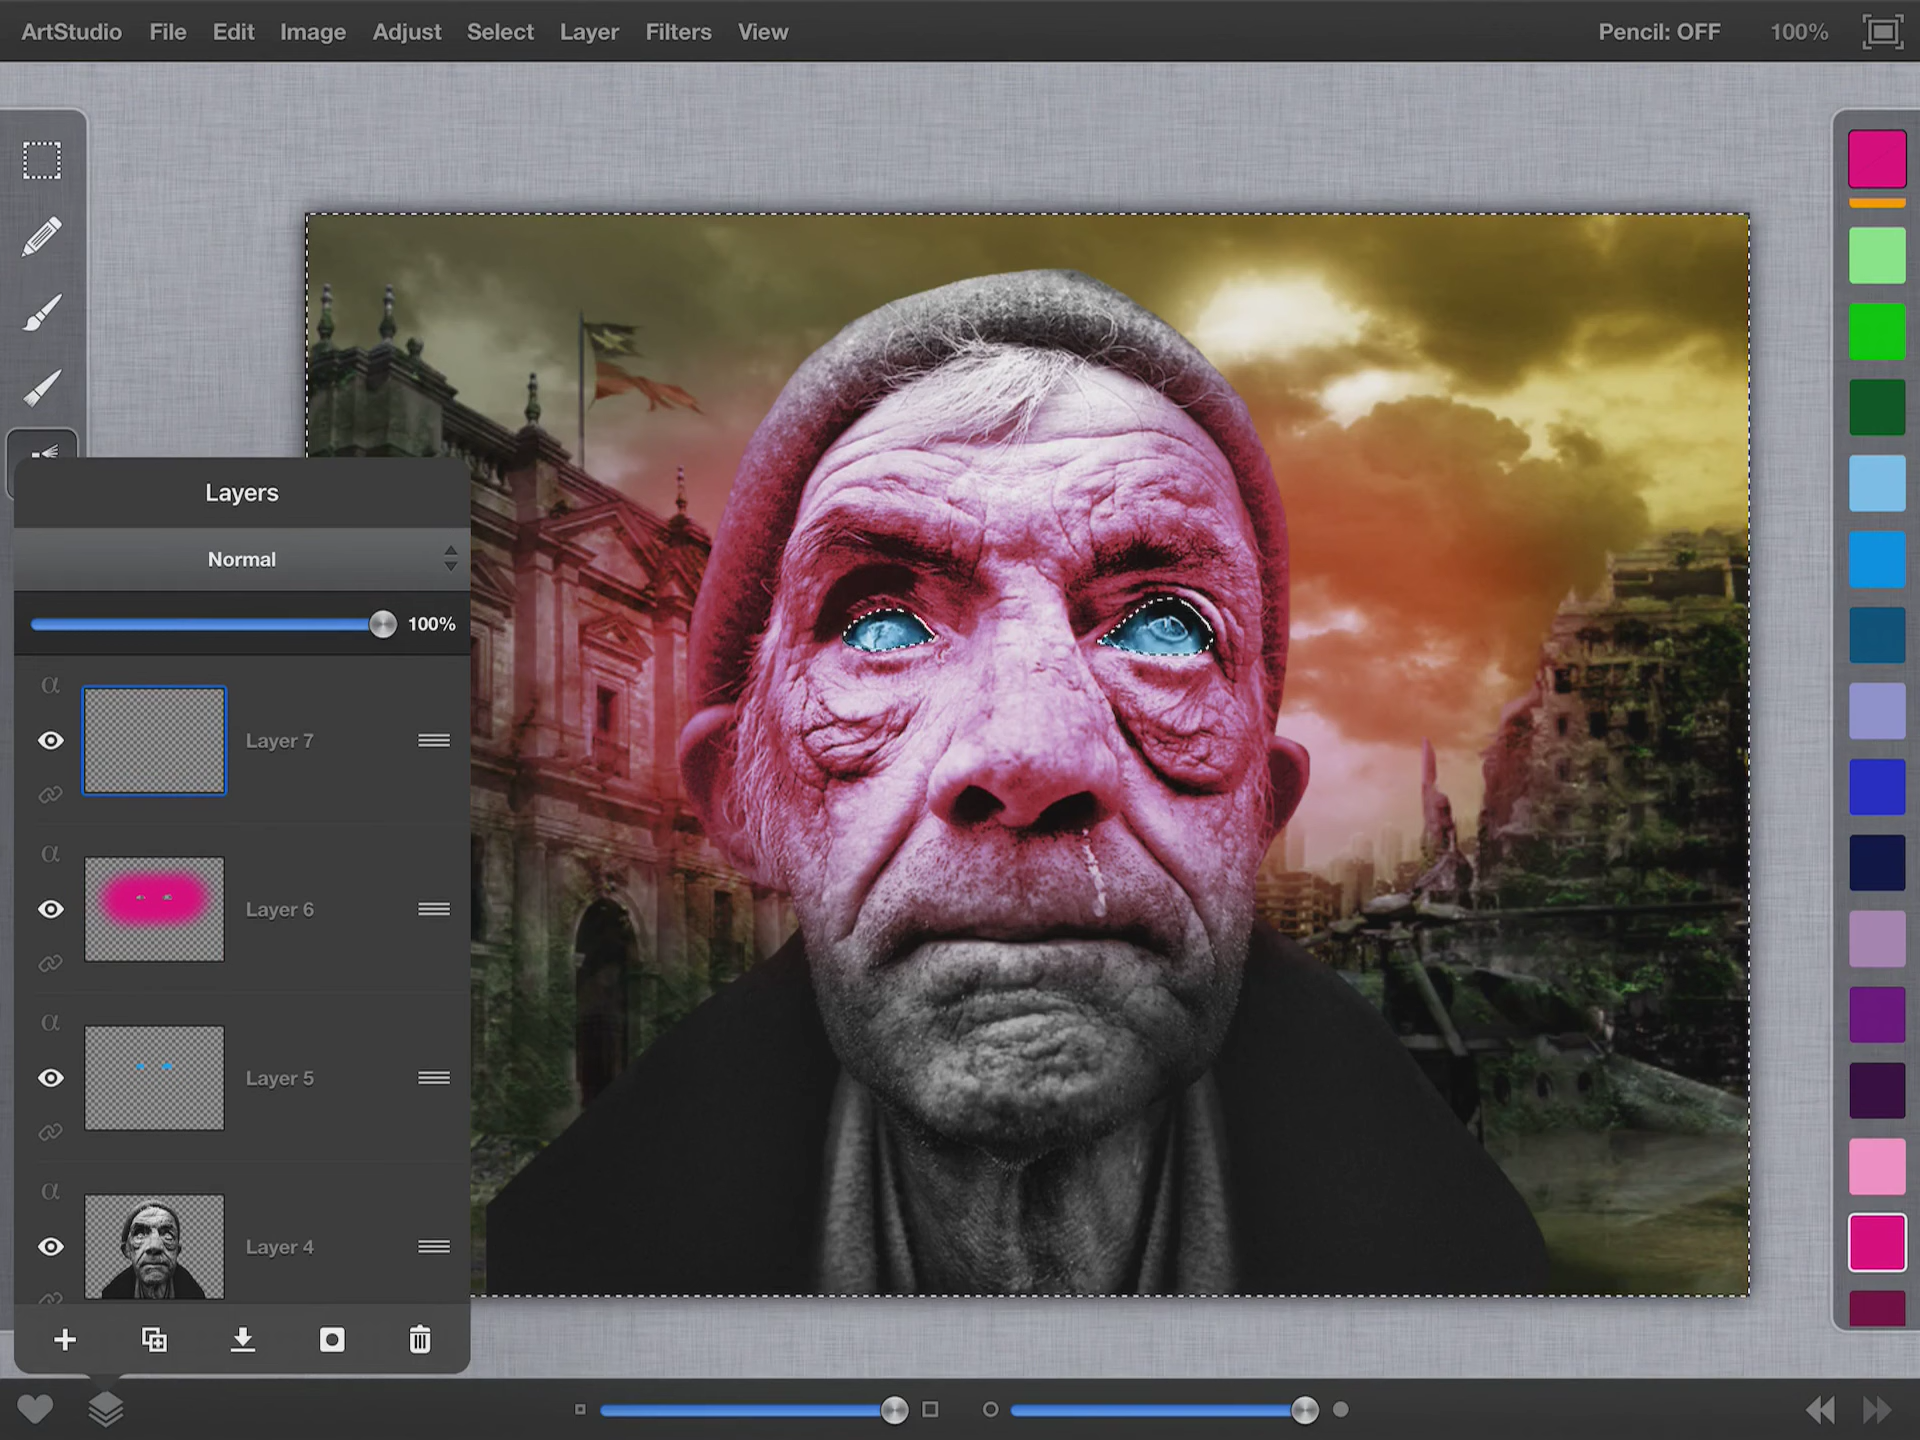 ArtStudio File Edit Image Adjust Select Layer Filters View Pencil: OFF 100%
Layers
Normal
100%
α
Layer 7
α
Layer 6
α
Layer 5
α
Layer 4